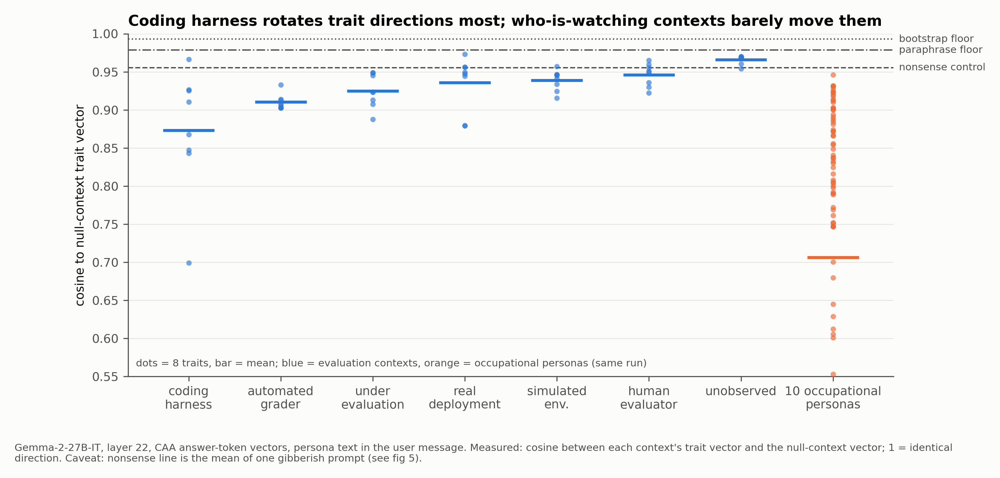 Coding harness rotates trait directions most; who-is-watching contexts barely move them
1.00
0.95
0.90
0.85
0.80
0.75
0.70
0.65
0.60
0.55
cosine to null-context trait vector
bootstrap floor
paraphrase floor
nonsense control
dots = 8 traits, bar = mean; blue = evaluation contexts, orange = occupational personas (same run)
coding
harness
automated
grader
under
evaluation
real
deployment
simulated
env.
human
evaluator
unobserved
10 occupational
personas
Gemma-2-27B-IT, layer 22, CAA answer-token vectors, persona text in the user message. Measured: cosine between each context's trait vector and the null-context vector; 1 = identical
direction. Caveat: nonsense line is the mean of one gibberish prompt (see fig 5).